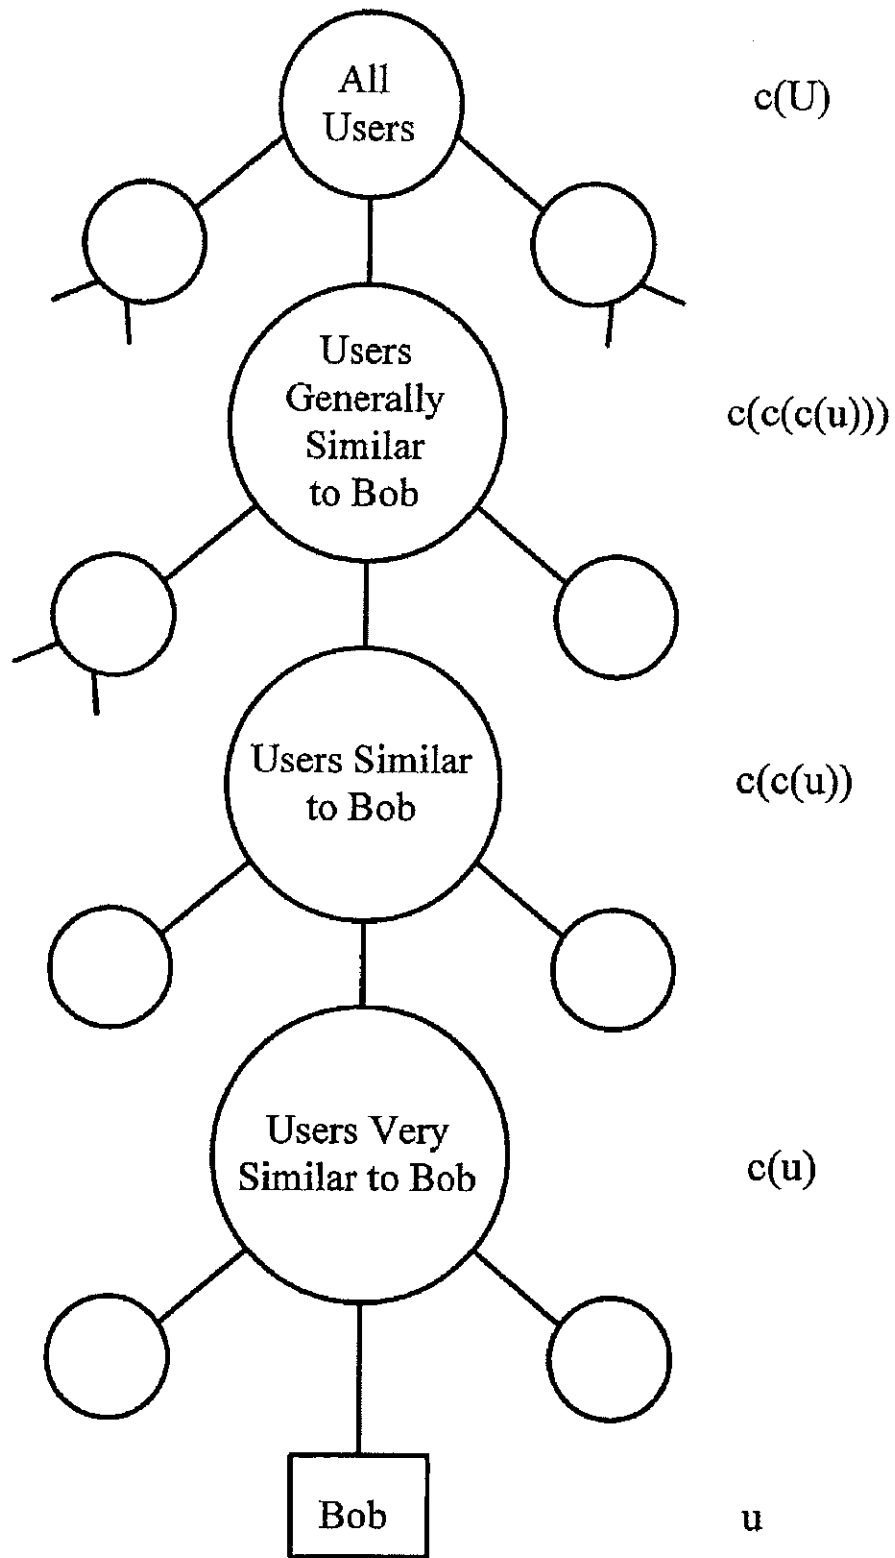 All
Users
c(U)
Users
Generally
Similar
to Bob
c(c(c(u)))
Users Similar
to Bob
c(c(u))
Users Very
Similar to Bob
c(u)
Bob
u